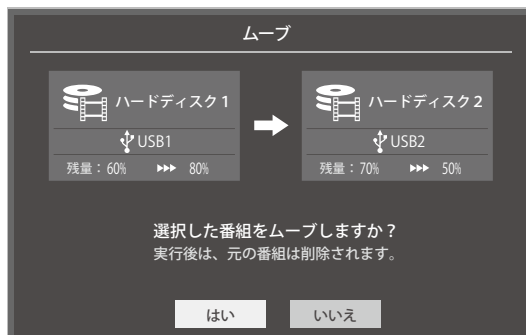 ムーブ
ハードディスク1
USB1
残量：60% 80%
ハードディスク2
USB2
残量：70% 50%
選択した番組をムーブしますか？
実行後は、元の番組は削除されます。
はい
いいえ